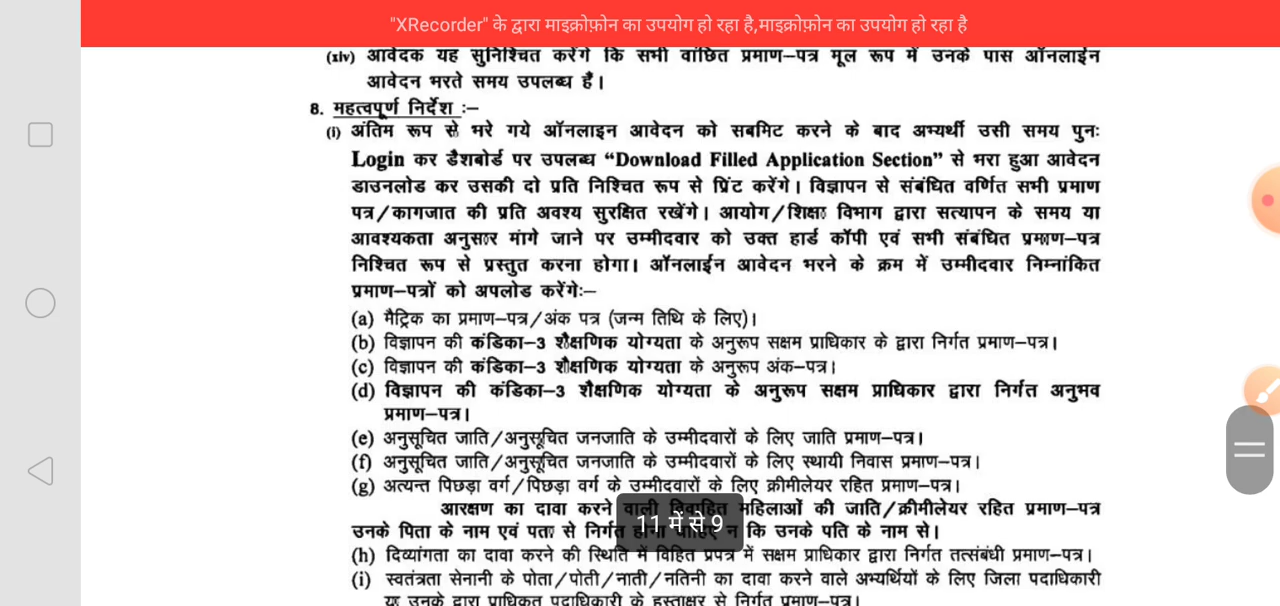 "XRecorder" के द्वारा माइक्रोफ़ोन का उपयोग हो रहा है,माइक्रोफ़ोन का उपयोग हो रहा है
(xiv) आवेदक यह सुनिश्चित करेंगे कि सभी वांछित प्रमाण–पत्र मूल रूप में उनके पास ऑनलाईन
आवेदन भरते समय उपलब्ध हैं।
8. महत्वपूर्ण निर्देश :–
(i) अंतिम रूप से भरे गये ऑनलाइन आवेदन को सबमिट करने के बाद अभ्यर्थी उसी समय पुनः
Login कर डैशबोर्ड पर उपलब्ध “Download Filled Application Section” से भरा हुआ आवेदन
डाउनलोड कर उसकी दो प्रति निश्चित रूप से प्रिंट करेंगे। विज्ञापन से संबंधित वर्णित सभी प्रमाण
पत्र/कागजात की प्रति अवश्य सुरक्षित रखेंगे। आयोग/शिक्षा विभाग द्वारा सत्यापन के समय या
आवश्यकता अनुसार मांगे जाने पर उम्मीदवार को उक्त हार्ड कॉपी एवं सभी संबंधित प्रमाण–पत्र
निश्चित रूप से प्रस्तुत करना होगा। ऑनलाईन आवेदन भरने के क्रम में उम्मीदवार निम्नांकित
प्रमाण–पत्रों को अपलोड करेंगेः–
(a) मैट्रिक का प्रमाण–पत्र/अंक पत्र (जन्म तिथि के लिए)।
(b) विज्ञापन की कंडिका–3 शैक्षणिक योग्यता के अनुरूप सक्षम प्राधिकार के द्वारा निर्गत प्रमाण–पत्र।
(c) विज्ञापन की कंडिका–3 शैक्षणिक योग्यता के अनुरूप अंक–पत्र।
(d) विज्ञापन की कंडिका–3 शैक्षणिक योग्यता के अनुरूप सक्षम प्राधिकार द्वारा निर्गत अनुभव
प्रमाण–पत्र।
(e) अनुसूचित जाति/अनुसूचित जनजाति के उम्मीदवारों के लिए जाति प्रमाण–पत्र।
(f) अनुसूचित जाति/अनुसूचित जनजाति के उम्मीदवारों के लिए स्थायी निवास प्रमाण–पत्र।
(g) अत्यन्त पिछड़ा वर्ग/पिछड़ा वर्ग के उम्मीदवारों के लिए क्रीमीलेयर रहित प्रमाण–पत्र।
आरक्षण का दावा करने वाली विवाहित महिलाओं की जाति/क्रीमीलेयर रहित प्रमाण–पत्र
उनके पिता के नाम एवं पता से निर्गत होना चाहिए न कि उनके पति के नाम से।
11 में से 9
(h) दिव्यांगता का दावा करने की स्थिति में विहित प्रपत्र में सक्षम प्राधिकार द्वारा निर्गत तत्संबंधी प्रमाण–पत्र।
(i) स्वतंत्रता सेनानी के पोता/पोती/नाती/नतिनी का दावा करने वाले अभ्यर्थियों के लिए जिला पदाधिकारी
या उनके द्वारा प्राधिकृत पदाधिकारी के हस्ताक्षर से निर्गत प्रमाण–पत्र।